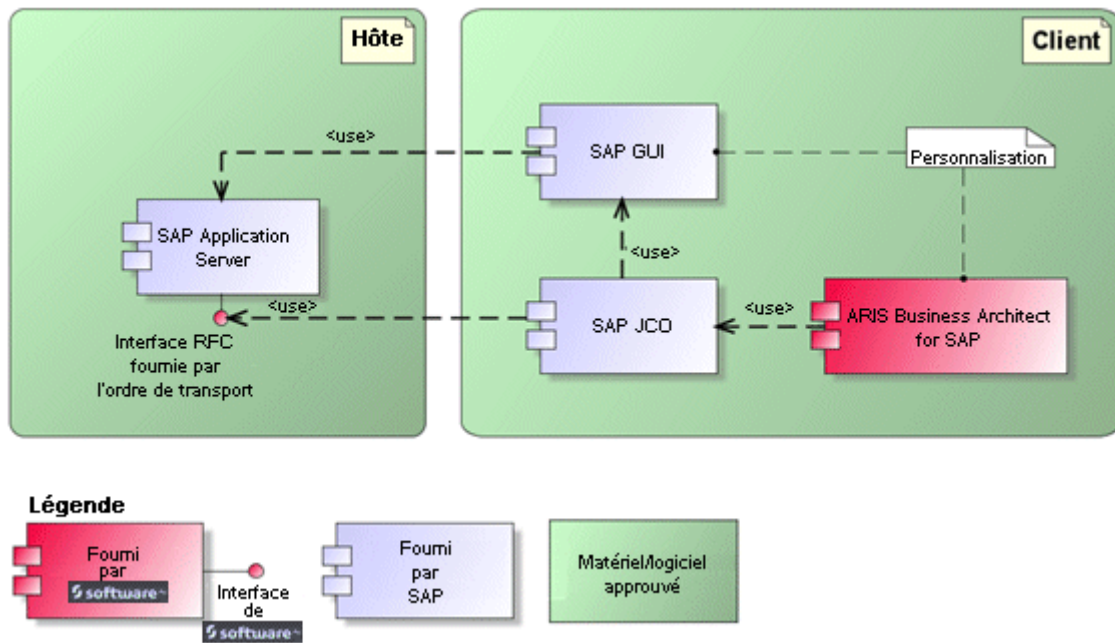 Hôte
Client
<use>
SAP GUI
Personnalisation
SAP Application
Server
<use>
<use>
<use>
SAP JCO
ARIS Business Architect
for SAP
Interface RFC
fournie par
l'ordre de transport
Légende
Fourni
par
software
Interface
de
software
Fourni
par
SAP
Matériel/logiciel
approuvé